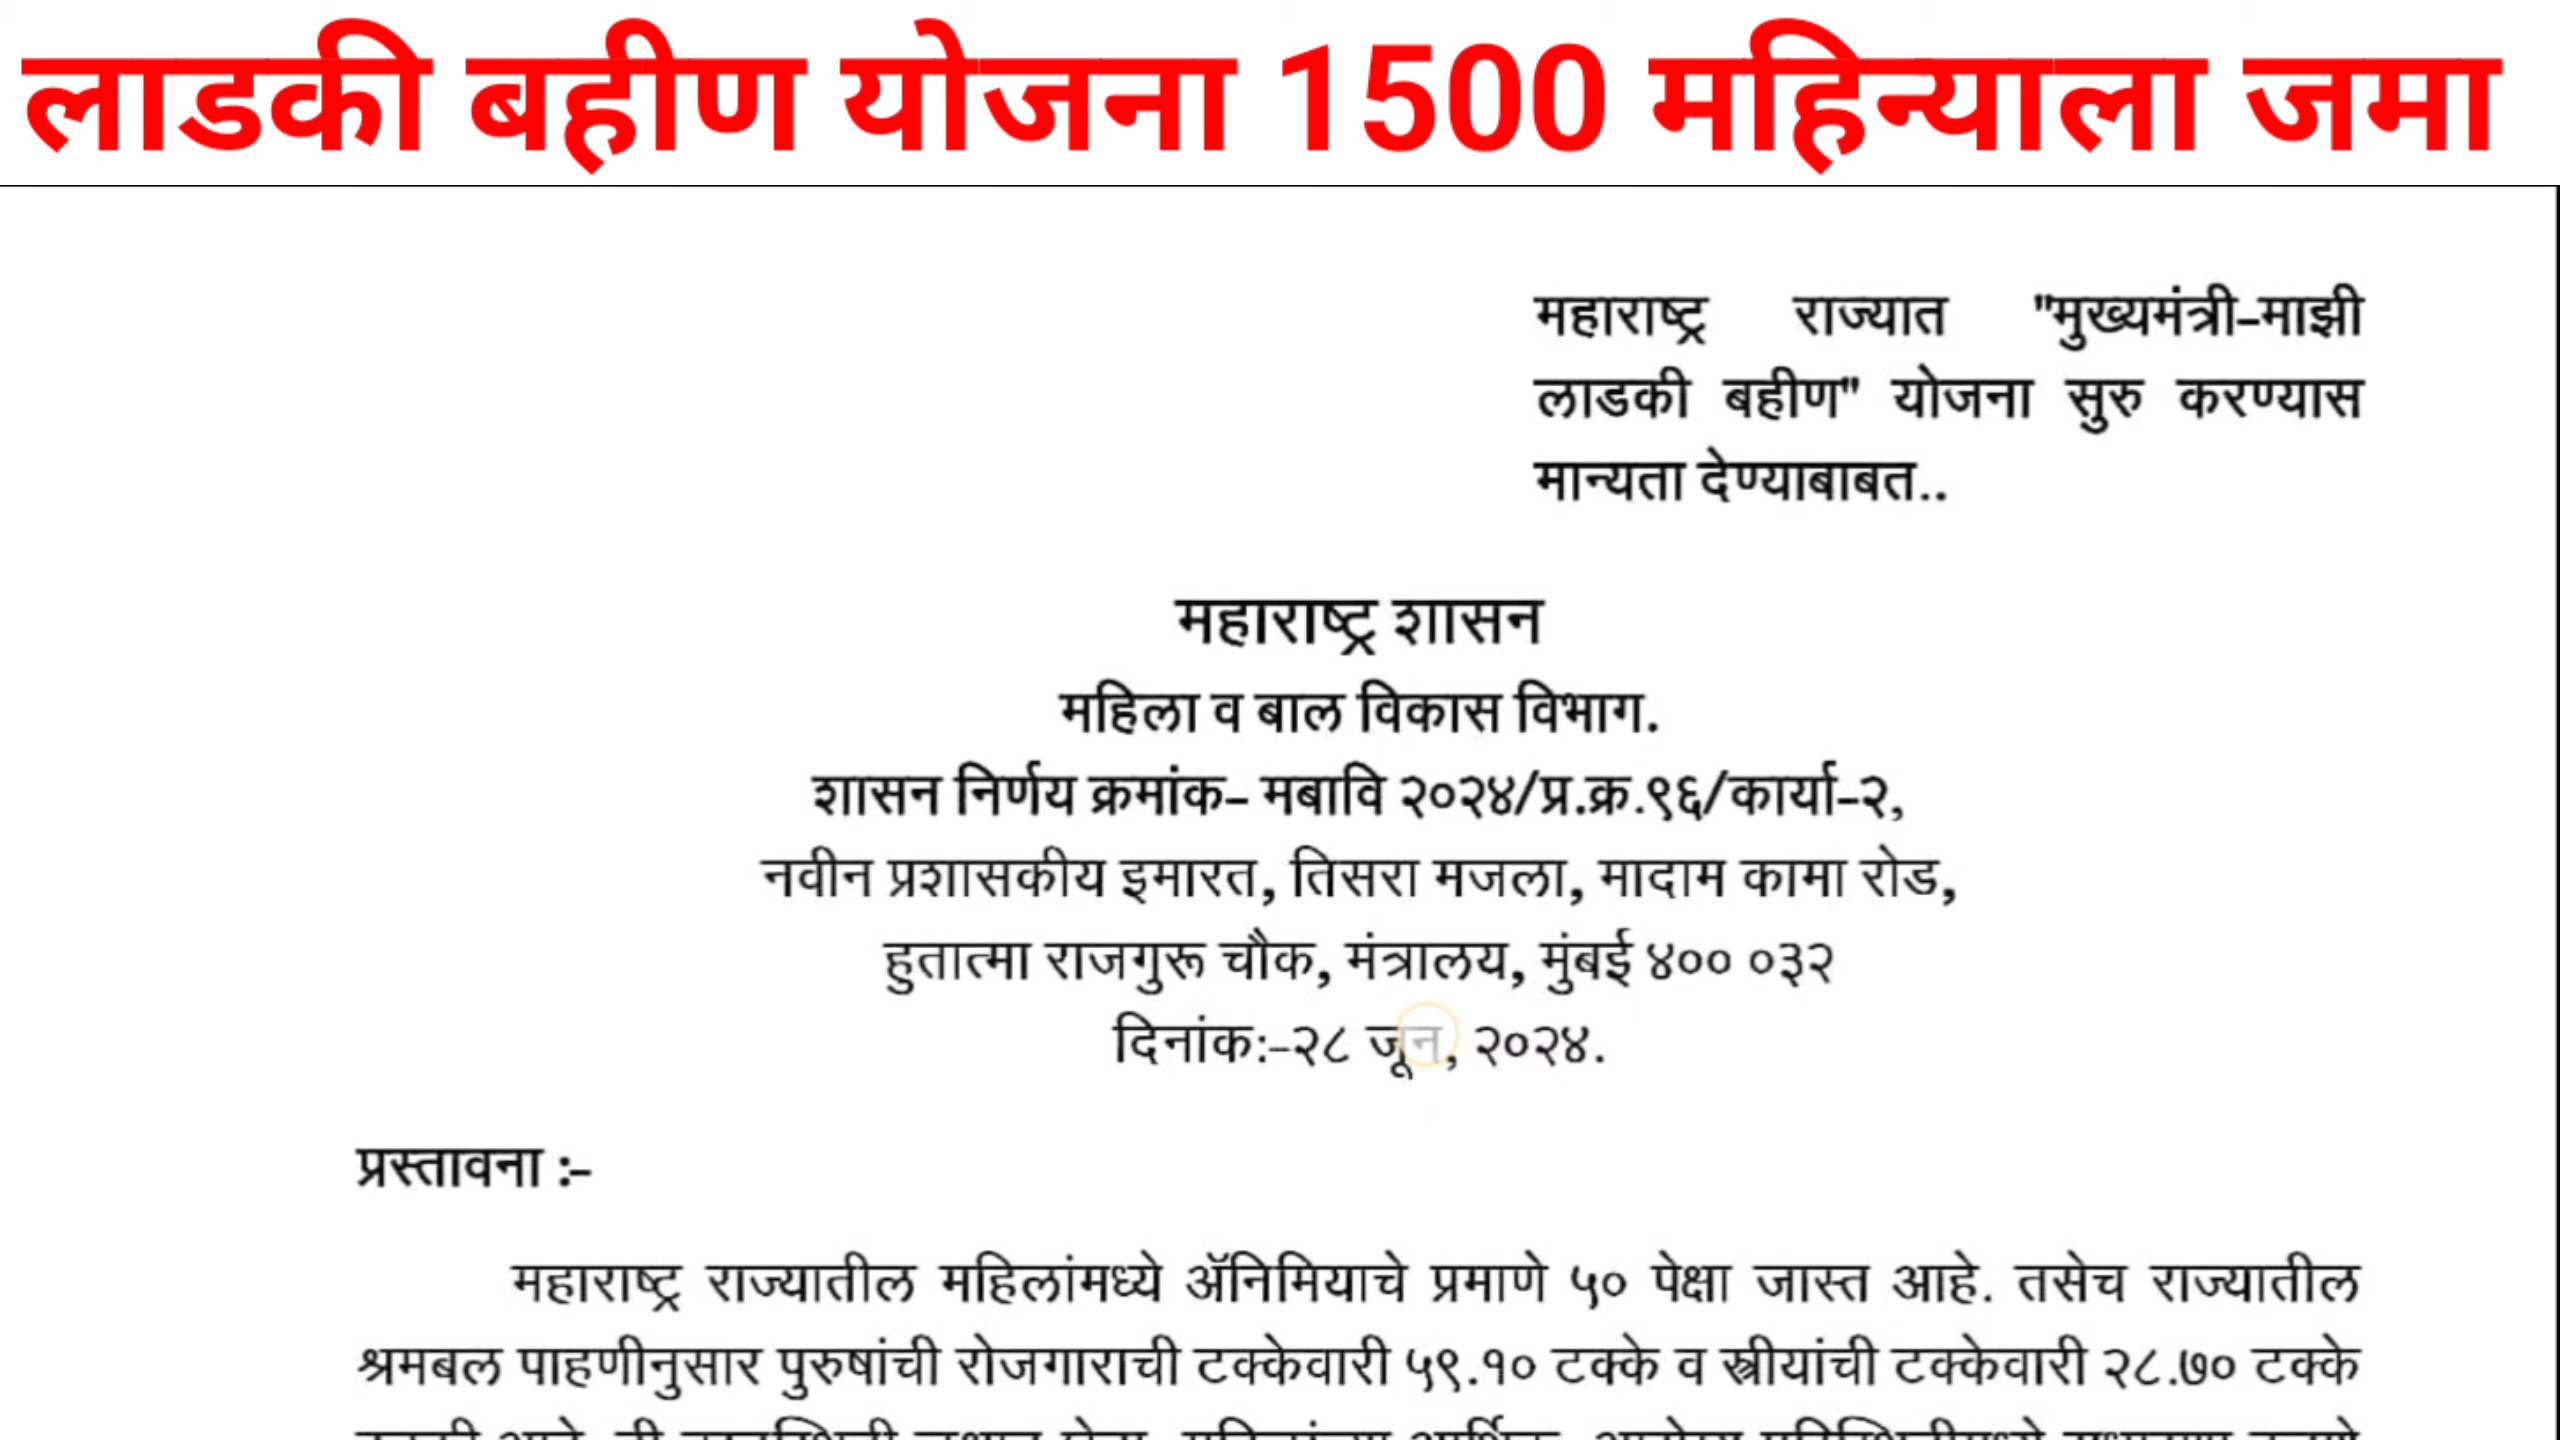 लाडकी बहीण योजना 1500 महिन्याला जमा
महाराष्ट्र राज्यात "मुख्यमंत्री-माझी
लाडकी बहीण" योजना सुरु करण्यास
मान्यता देण्याबाबत..
महाराष्ट्र शासन
महिला व बाल विकास विभाग.
शासन निर्णय क्रमांक- मबावि २०२४/प्र.क्र.९६/कार्या-२,
नवीन प्रशासकीय इमारत, तिसरा मजला, मादाम कामा रोड,
हुतात्मा राजगुरू चौक, मंत्रालय, मुंबई ४०० ०३२
दिनांक:-२८ जून, २०२४.
प्रस्तावना :-
महाराष्ट्र राज्यातील महिलांमध्ये ॲनिमियाचे प्रमाणे ५० पेक्षा जास्त आहे. तसेच राज्यातील
श्रमबल पाहणीनुसार पुरुषांची रोजगाराची टक्केवारी ५९.१० टक्के व स्त्रीयांची टक्केवारी २८.७० टक्के